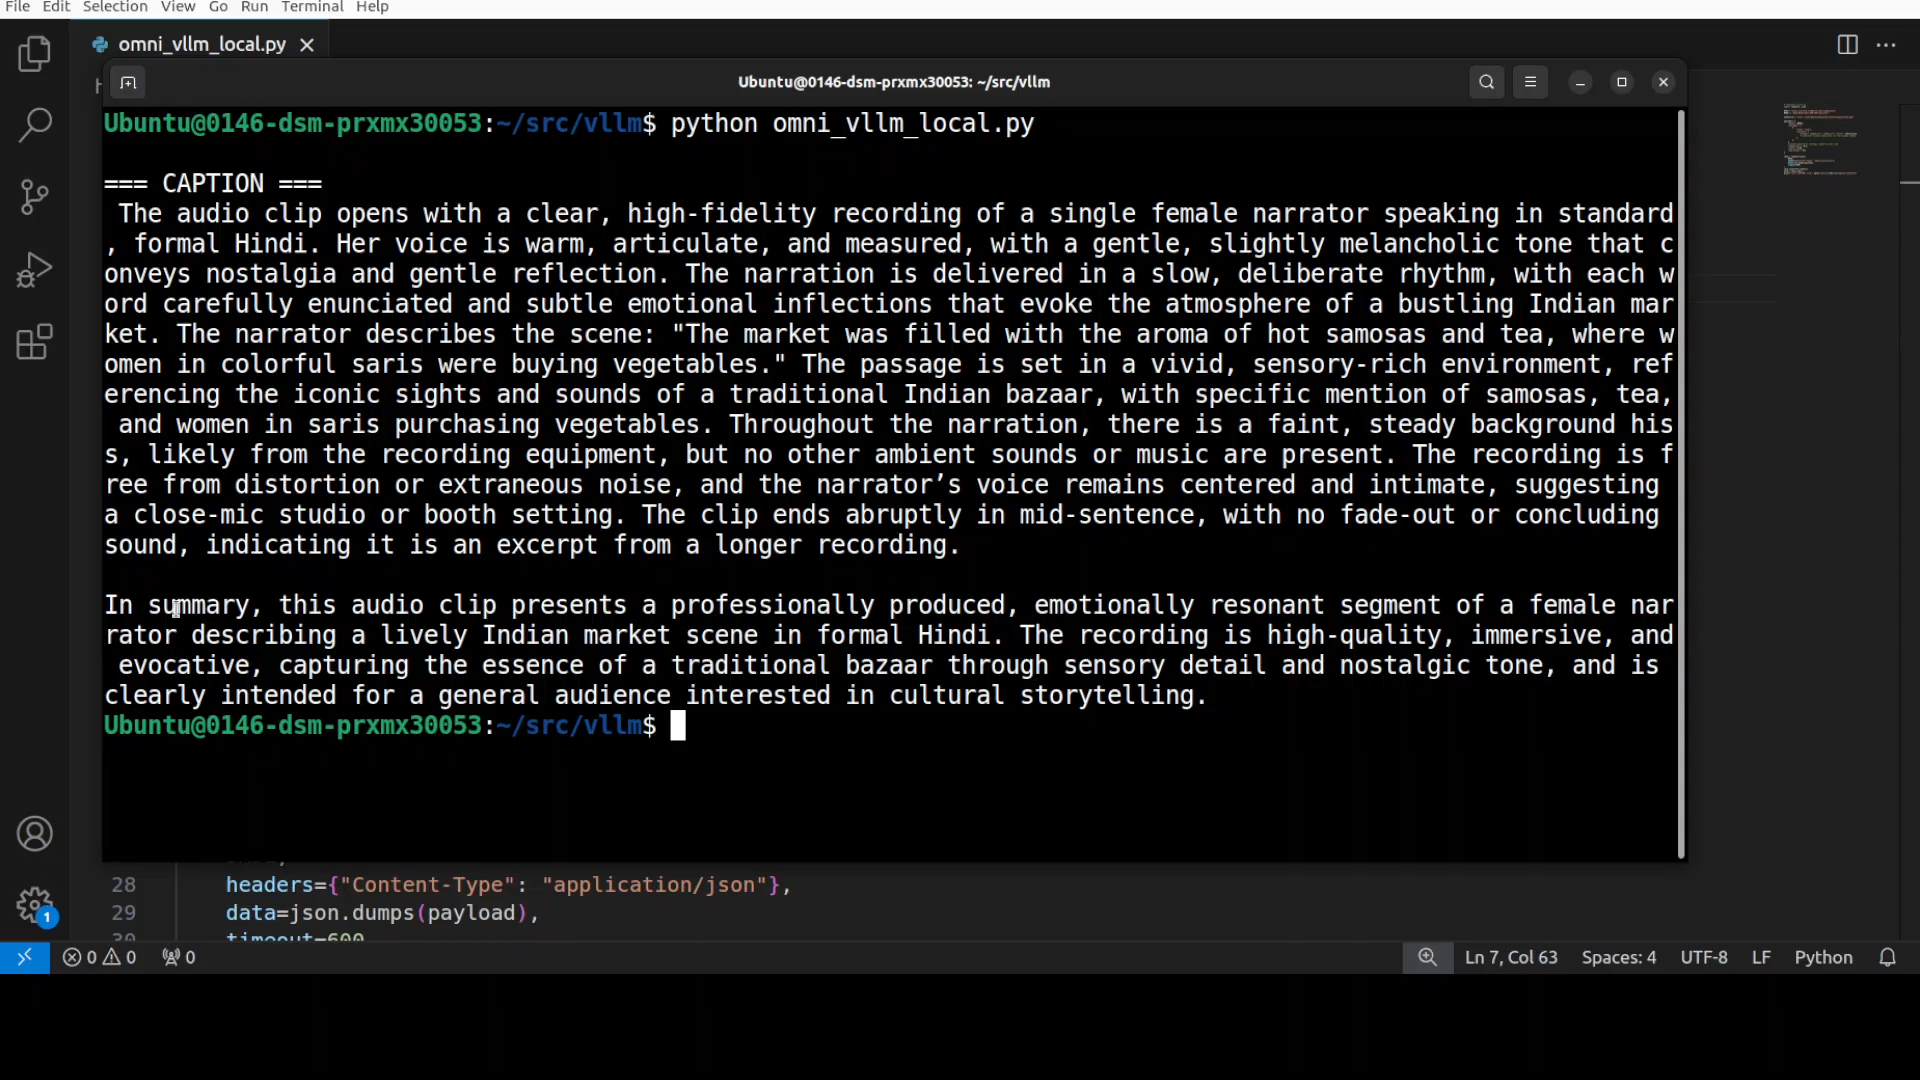 File Edit Selection View Go Run Terminal Help
omni_vllm_local.py
Ubuntu@0146-dsm-prxmx30053: ~/src/vllm
Ubuntu@0146-dsm-prxmx30053:~/src/vllm$ python omni_vllm_local.py
=== CAPTION ===
The audio clip opens with a clear, high-fidelity recording of a single female narrator speaking in standard
, formal Hindi. Her voice is warm, articulate, and measured, with a gentle, slightly melancholic tone that c
onveys nostalgia and gentle reflection. The narration is delivered in a slow, deliberate rhythm, with each w
ord carefully enunciated and subtle emotional inflections that evoke the atmosphere of a bustling Indian mar
ket. The narrator describes the scene: "The market was filled with the aroma of hot samosas and tea, where w
omen in colorful saris were buying vegetables." The passage is set in a vivid, sensory-rich environment, ref
erencing the iconic sights and sounds of a traditional Indian bazaar, with specific mention of samosas, tea,
and women in saris purchasing vegetables. Throughout the narration, there is a faint, steady background his
s, likely from the recording equipment, but no other ambient sounds or music are present. The recording is f
ree from distortion or extraneous noise, and the narrator’s voice remains centered and intimate, suggesting
a close-mic studio or booth setting. The clip ends abruptly in mid-sentence, with no fade-out or concluding
sound, indicating it is an excerpt from a longer recording.
In summary, this audio clip presents a professionally produced, emotionally resonant segment of a female nar
rator describing a lively Indian market scene in formal Hindi. The recording is high-quality, immersive, and
evocative, capturing the essence of a traditional bazaar through sensory detail and nostalgic tone, and is
clearly intended for a general audience interested in cultural storytelling.
Ubuntu@0146-dsm-prxmx30053:~/src/vllm$
28 headers={"Content-Type": "application/json"},
29 data=json.dumps(payload),
30 timeout=600
1
0 0 0 Ln 7, Col 63 Spaces: 4 UTF-8 LF Python